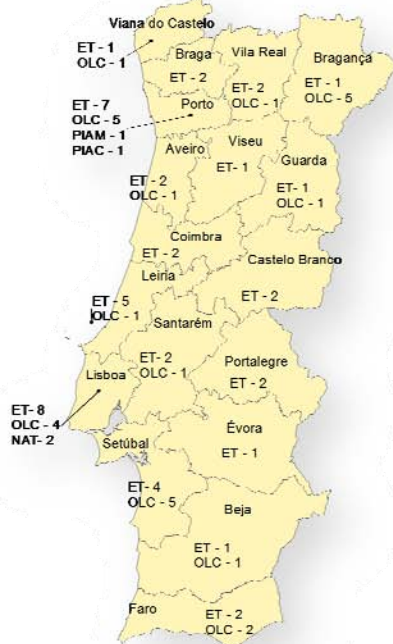 Viana do Castelo
ET - 1
OLC - 1
Braga
ET - 2
Vila Real
ET- 2
OLC - 1
Bragança
ET - 1
OLC - 5
ET - 7
OLC - 5
PIAM - 1
PIAC - 1
Porto
Aveiro
ET - 2
OLC - 1
Viseu
ET- 1
Guarda
ET- 1
OLC - 1
Coimbra
ET - 2
Castelo Branco
ET - 2
Leiria
ET - 5
OLC - 1
Santarém
ET- 2
OLC - 1
Portalegre
ET - 2
Lisboa
ET- 8
OLC - 4
NAT- 2
Setúbal
ET- 4
OLC - 5
Évora
ET - 1
Beja
ET - 1
OLC - 1
Faro
ET - 2
OLC - 2